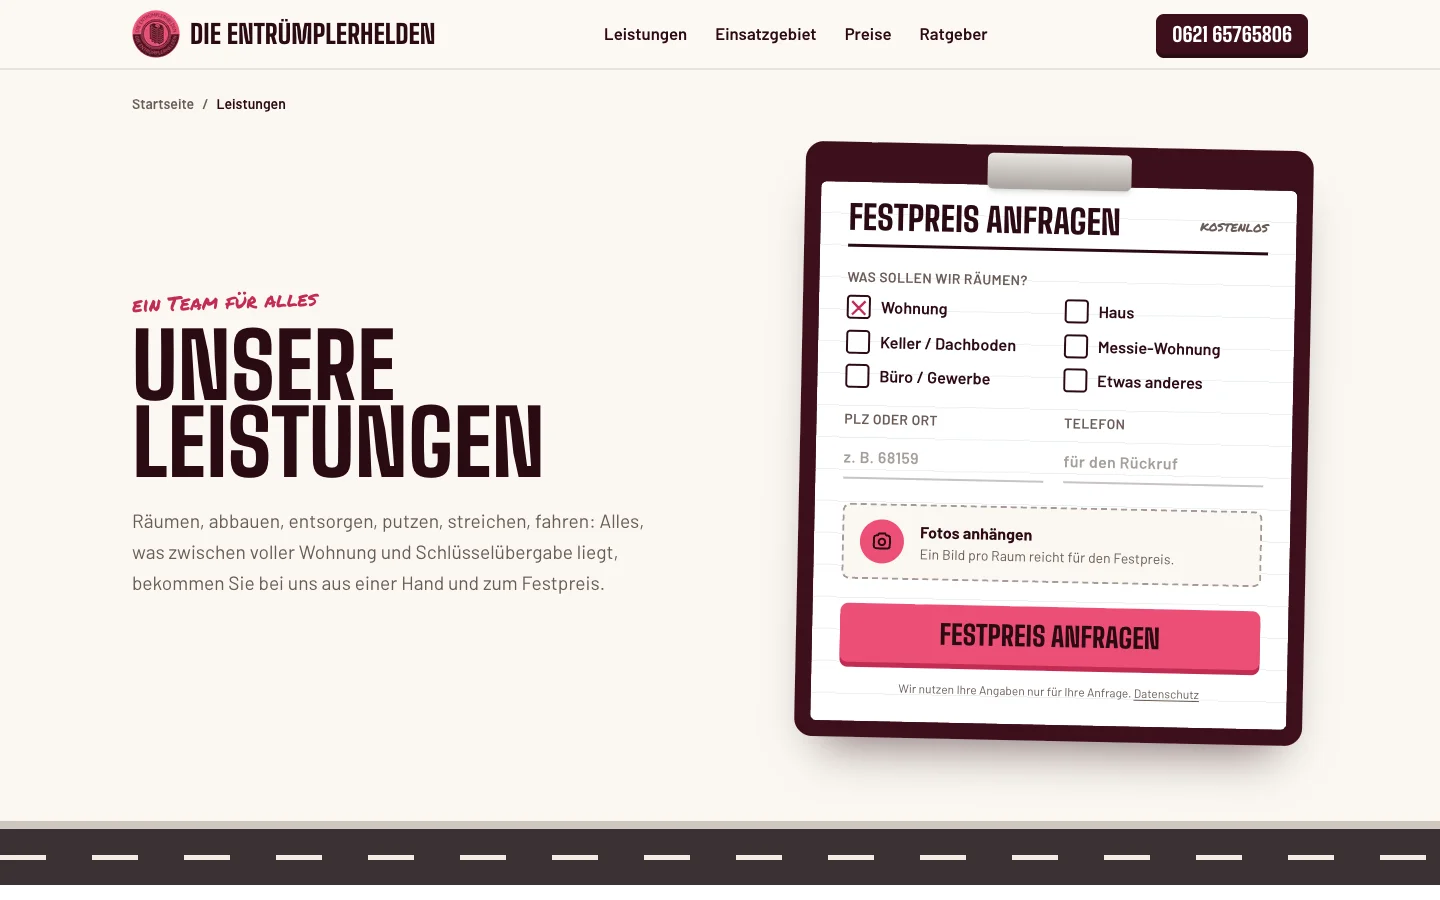 DIE ENTRÜMPLERHELDEN
Leistungen Einsatzgebiet Preise Ratgeber
0621 65765806
Startseite / Leistungen
EIN TEAM FÜR ALLES
UNSERE
LEISTUNGEN
Räumen, abbauen, entsorgen, putzen, streichen, fahren: Alles,
was zwischen voller Wohnung und Schlüsselübergabe liegt,
bekommen Sie bei uns aus einer Hand und zum Festpreis.
FESTPREIS ANFRAGEN
KOSTENLOS
WAS SOLLEN WIR RÄUMEN?
Wohnung
Haus
Keller / Dachboden
Messie-Wohnung
Büro / Gewerbe
Etwas anderes
PLZ ODER ORT
TELEFON
z. B. 68159
für den Rückruf
Fotos anhängen
Ein Bild pro Raum reicht für den Festpreis.
FESTPREIS ANFRAGEN
Wir nutzen Ihre Angaben nur für Ihre Anfrage. Datenschutz